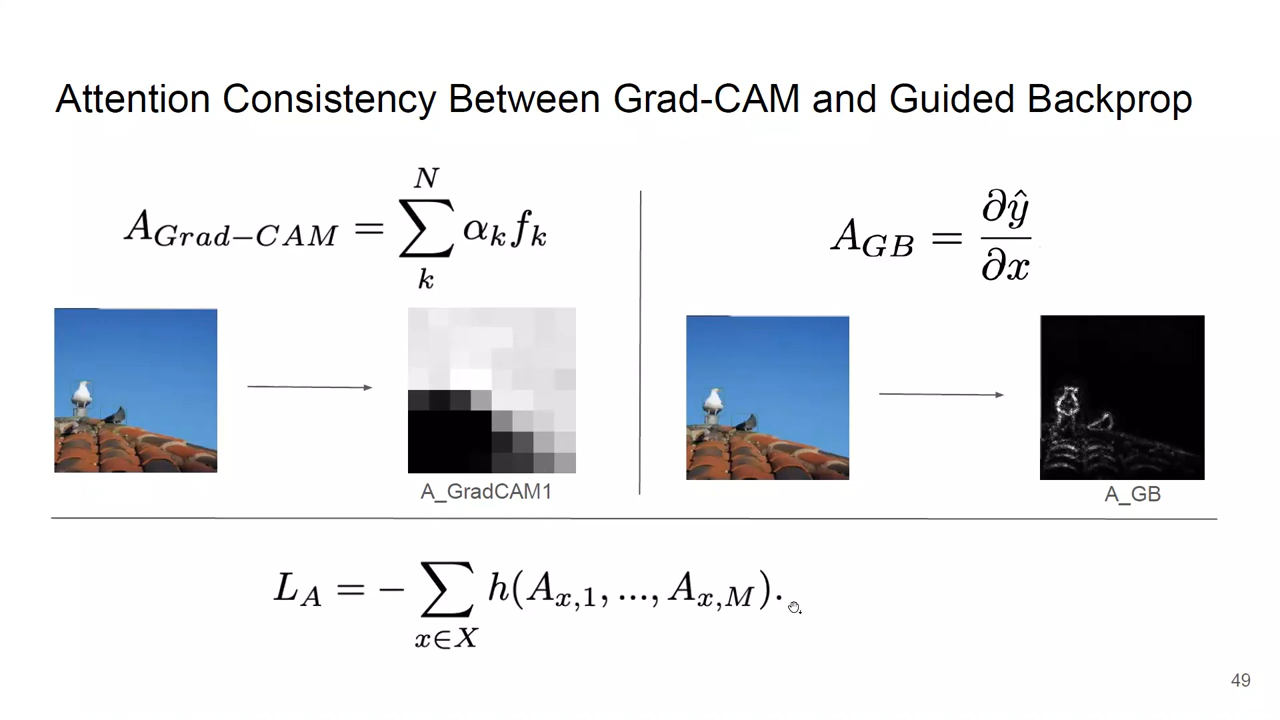 Attention Consistency Between Grad-CAM and Guided Backprop
A_{Grad-CAM} = \sum_{k}^{N} \alpha_k f_k
A_{GB} = \frac{\partial \hat{y}}{\partial x}
A_GradCAM1
A_GB
L_A = - \sum_{x \in X} h(A_{x,1}, ..., A_{x,M}).
49